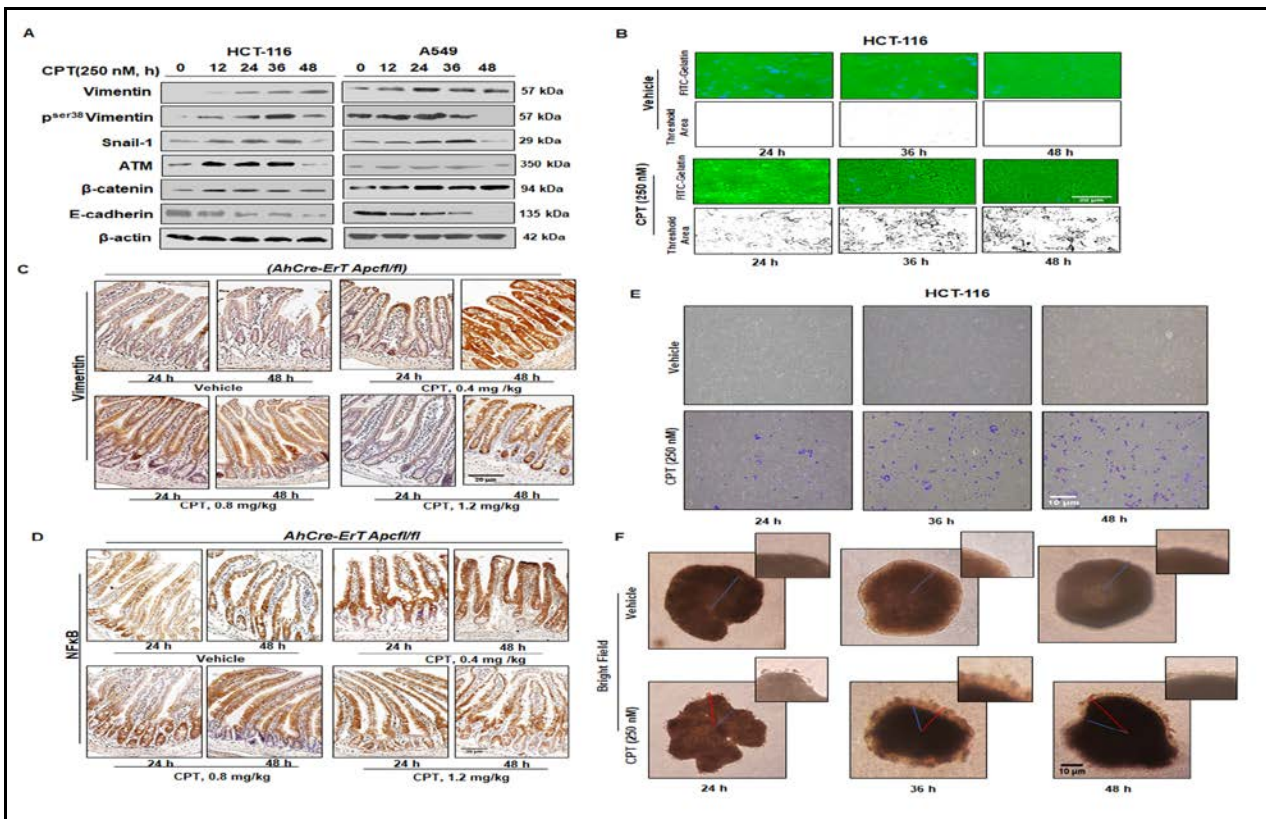 A
HCT-116 A549
CPT(250 nM, h) 0 12 24 36 48 0 12 24 36 48
Vimentin 57 kDa
pser38 Vimentin 57 kDa
Snail-1 29 kDa
ATM 350 kDa
β-catenin 94 kDa
E-cadherin 135 kDa
β-actin 42 kDa
B
HCT-116
Vehicle
FITC-Gelatin
Threshold Area
24 h 36 h 48 h
CPT (250 nM)
FITC-Gelatin
Threshold Area
24 h 36 h 48 h
C
(AhCre-ErT Apcfl/fl)
Vimentin
24 h 48 h 24 h 48 h
Vehicle CPT, 0.4 mg /kg
24 h 48 h 24 h 48 h
CPT, 0.8 mg/kg CPT, 1.2 mg/kg
20 μm
D
AhCre-ErT Apcfl/fl
NFκB
24 h 48 h 24 h 48 h
Vehicle CPT, 0.4 mg/kg
24 h 48 h 24 h 48 h
CPT, 0.8 mg/kg CPT, 1.2 mg/kg
E
HCT-116
Vehicle
CPT (250 nM)
10 μm
24 h 36 h 48 h
F
Bright Field
Vehicle
CPT (250 nM)
10 μm
24 h 36 h 48 h